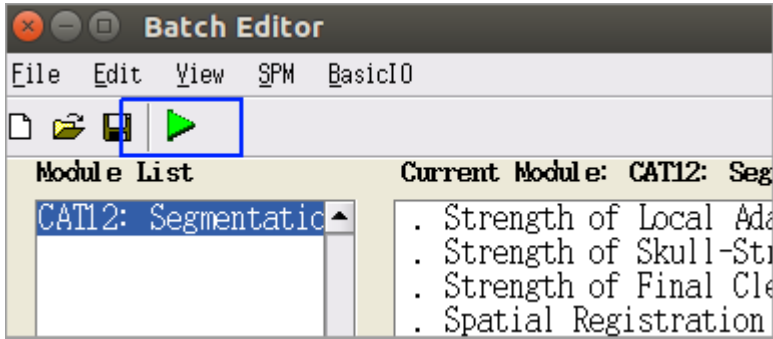 Batch Editor
File Edit View SPM BasicIO
Module List
Current Module: CAT12: Seg
CAT12: Segmentatio
. Strength of Local Ada
. Strength of Skull-Str
. Strength of Final Cle
. Spatial Registration